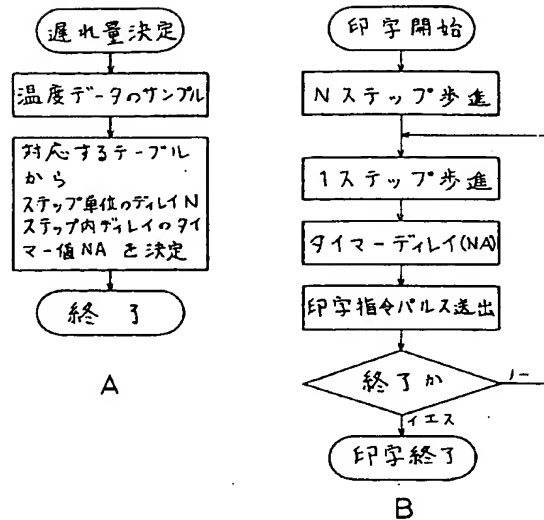 遅れ量決定
温度データのサンプル
対応するテーブル
から
ステップ単位のディレイN
ステップ内ディレイのタイ
マー値NAを決定
終了
A
印字開始
Nステップ歩進
1ステップ歩進
タイマーディレイ(NA)
印字指令パルス送出
終了か
ノー
イエス
印字終了
B